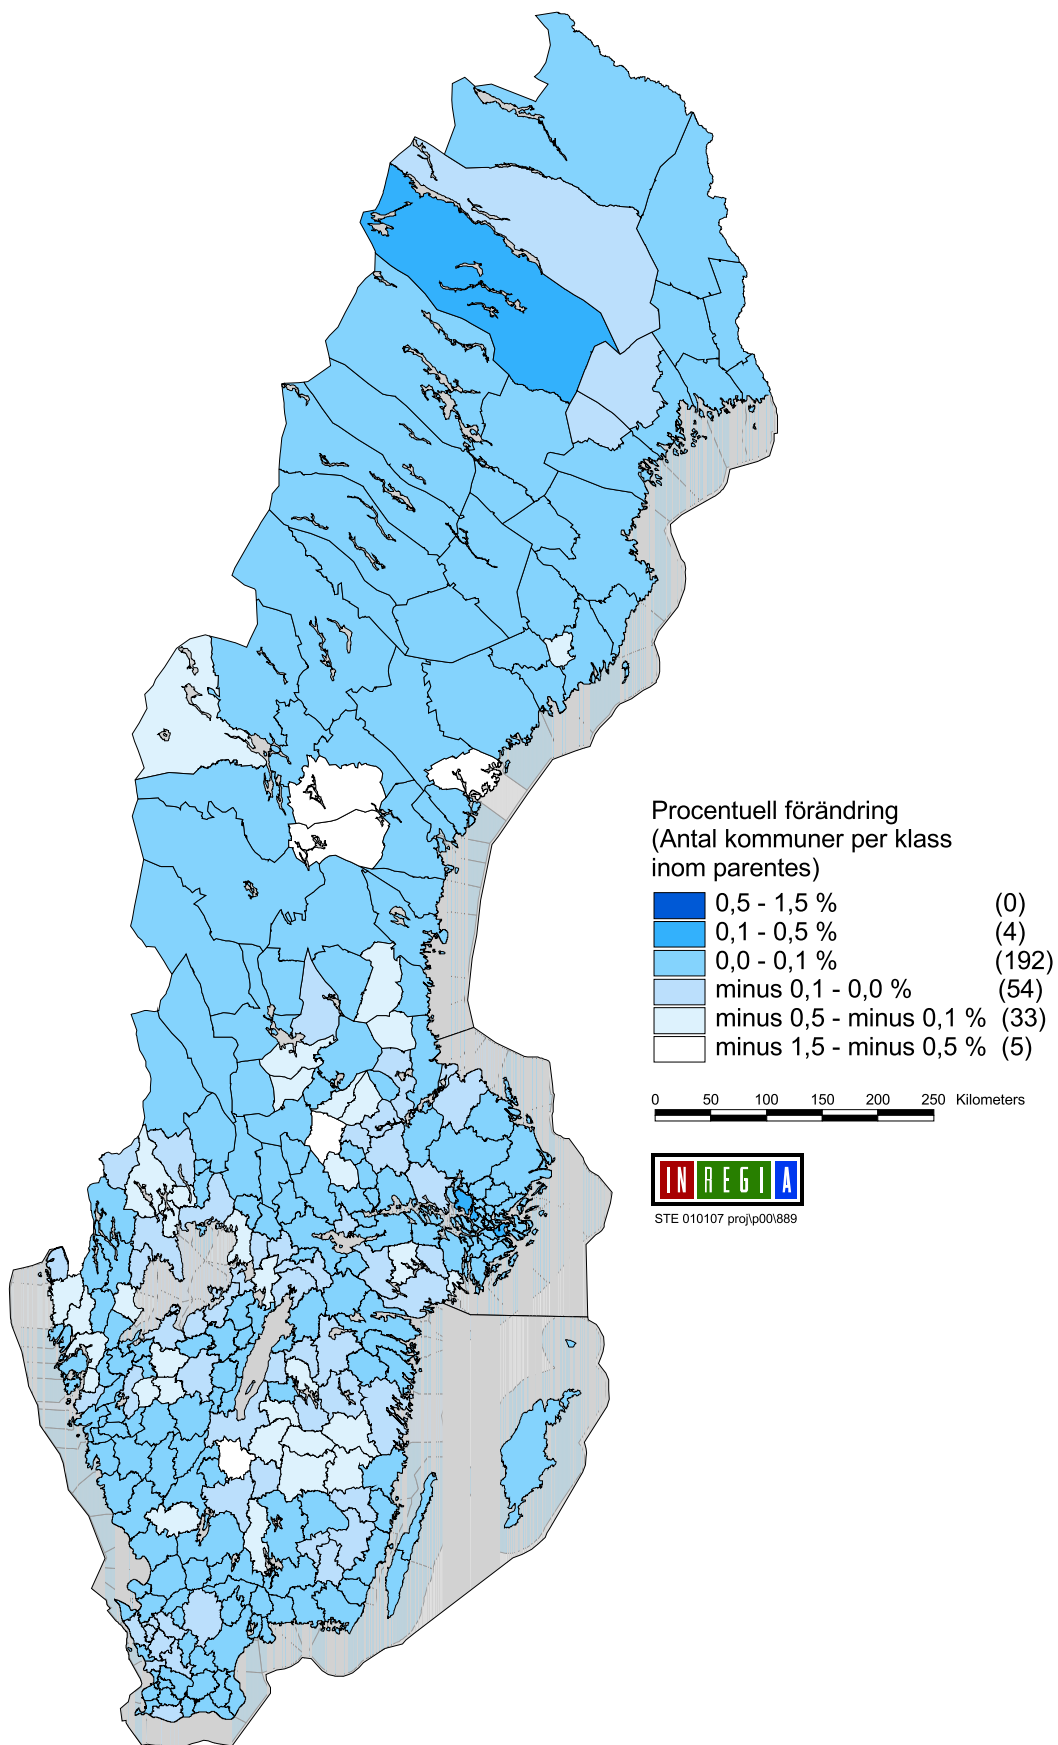 Procentuell förändring
(Antal kommuner per klass
inom parentes)
0,5 - 1,5 % (0)
0,1 - 0,5 % (4)
0,0 - 0,1 % (192)
minus 0,1 - 0,0 % (54)
minus 0,5 - minus 0,1 % (33)
minus 1,5 - minus 0,5 % (5)
0 50 100 150 200 250 Kilometers
INREGIA
STE 010107 proj\p00\889